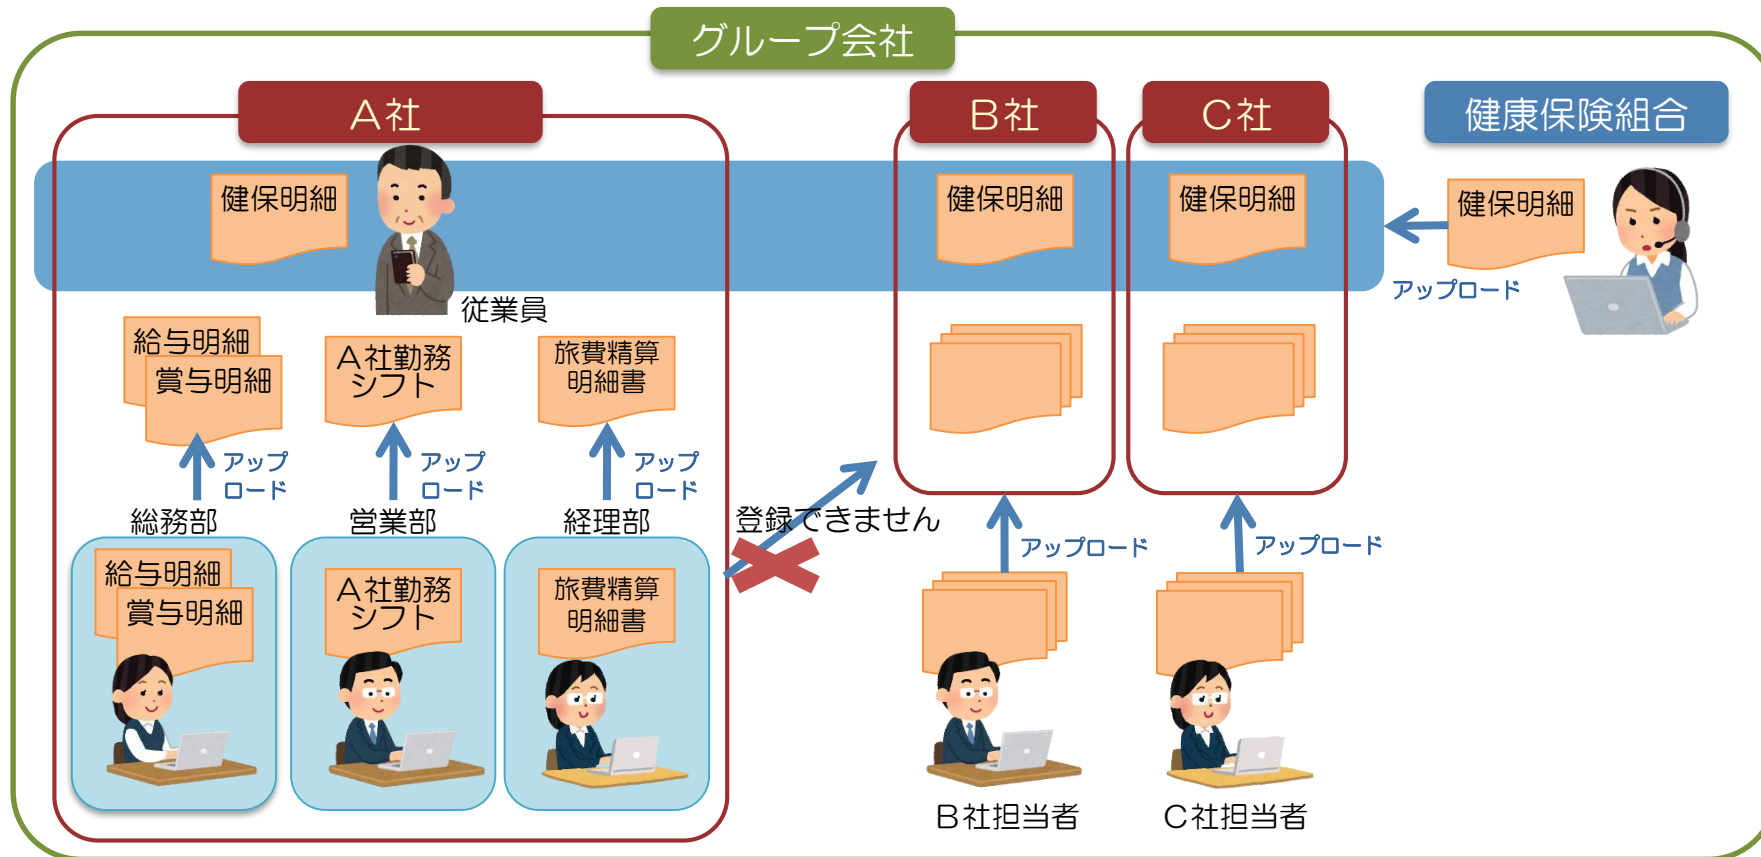 グループ会社
A社
B社
C社
健康保険組合
健保明細
健保明細
健保明細
健保明細
アップロード
従業員
給与明細
賞与明細
A社勤務
シフト
旅費精算
明細書
アップ
ロード
アップ
ロード
アップ
ロード
総務部
営業部
経理部
登録できません
アップロード
アップロード
給与明細
賞与明細
A社勤務
シフト
旅費精算
明細書
B社担当者
C社担当者